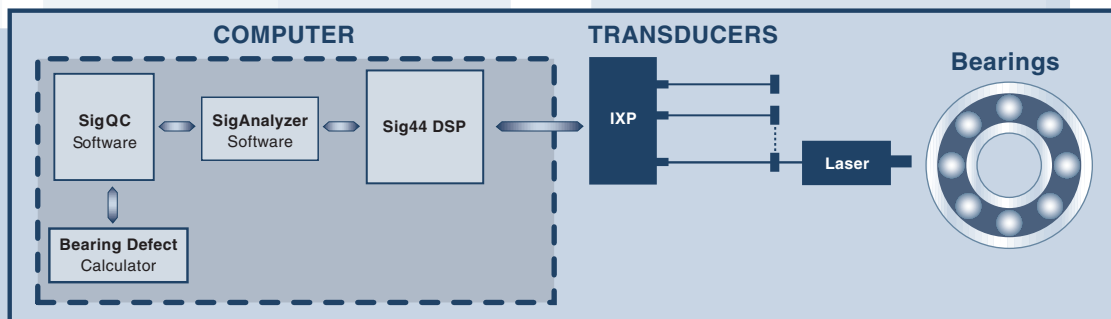 COMPUTER
TRANSDUCERS
Bearings
SigQC
Software
SigAnalyzer
Software
Sig44 DSP
IXP
Laser
Bearing Defect
Calculator